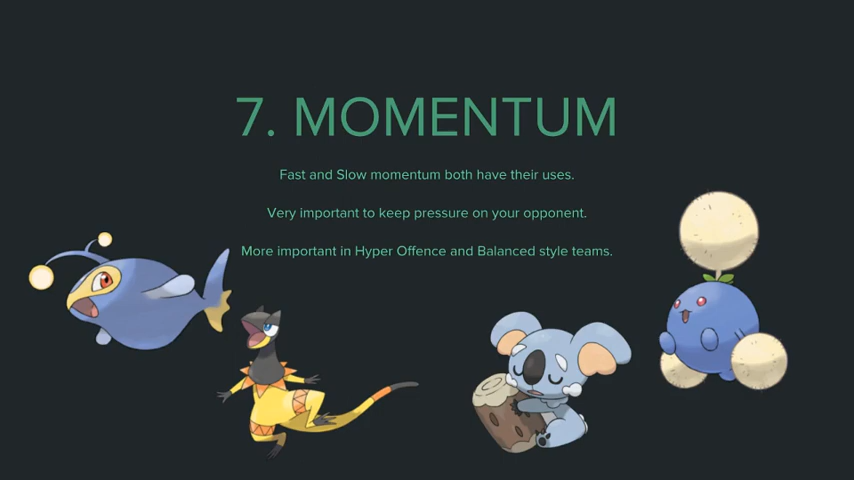 7. MOMENTUM
Fast and Slow momentum both have their uses.
Very important to keep pressure on your opponent.
More important in Hyper Offence and Balanced style teams.